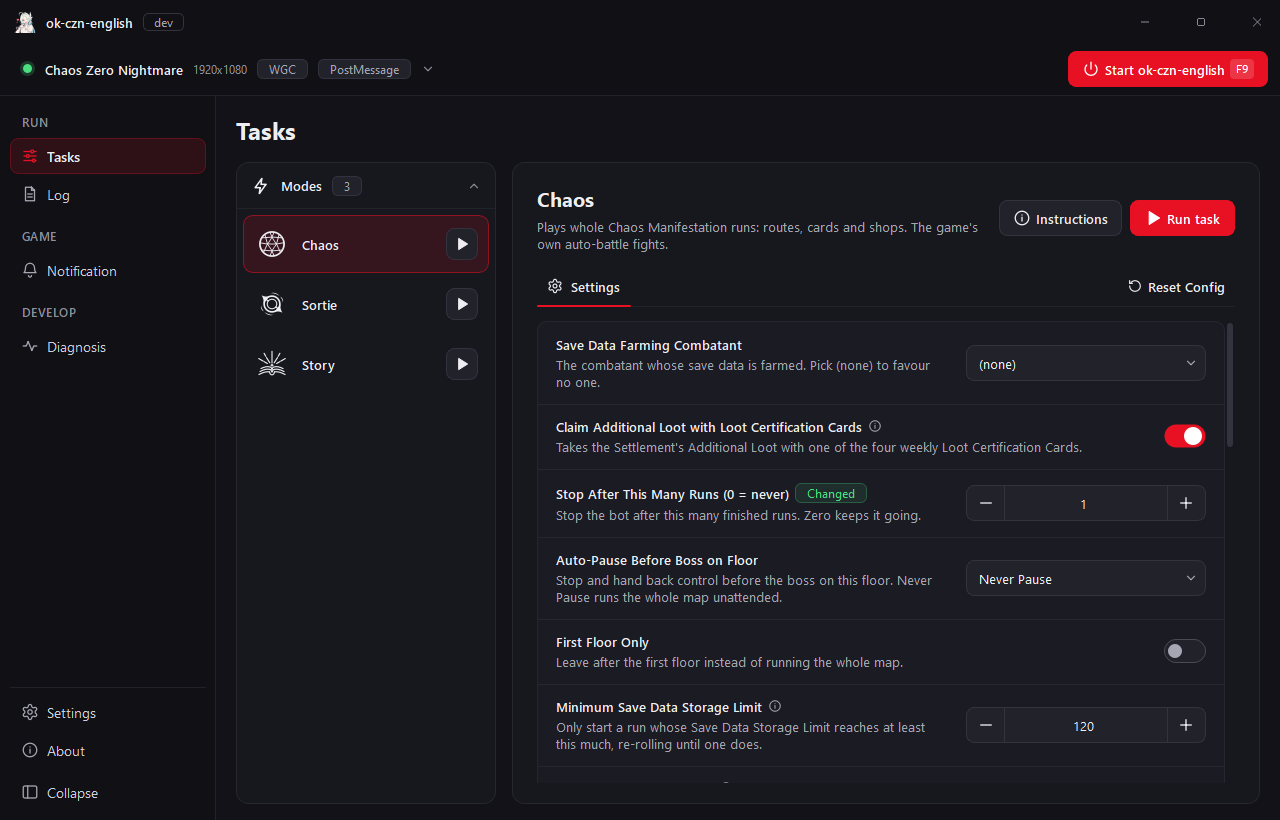 ok-czn-english dev
Chaos Zero Nightmare 1920x1080 WGC PostMessage
Start ok-czn-english F9
RUN
Tasks
Log
GAME
Notification
DEVELOP
Diagnosis
Settings
About
Collapse
Tasks
Modes 3
Chaos
Sortie
Story
Chaos
Plays whole Chaos Manifestation runs: routes, cards and shops. The game's
own auto-battle fights.
Instructions
Run task
Settings
Reset Config
Save Data Farming Combatant
The combatant whose save data is farmed. Pick (none) to favour
no one.
(none)
Claim Additional Loot with Loot Certification Cards
Takes the Settlement's Additional Loot with one of the four weekly Loot Certification Cards.
Stop After This Many Runs (0 = never) Changed
Stop the bot after this many finished runs. Zero keeps it going.
1
Auto-Pause Before Boss on Floor
Stop and hand back control before the boss on this floor. Never
Pause runs the whole map unattended.
Never Pause
First Floor Only
Leave after the first floor instead of running the whole map.
Minimum Save Data Storage Limit
Only start a run whose Save Data Storage Limit reaches at least
this much, re-rolling until one does.
120